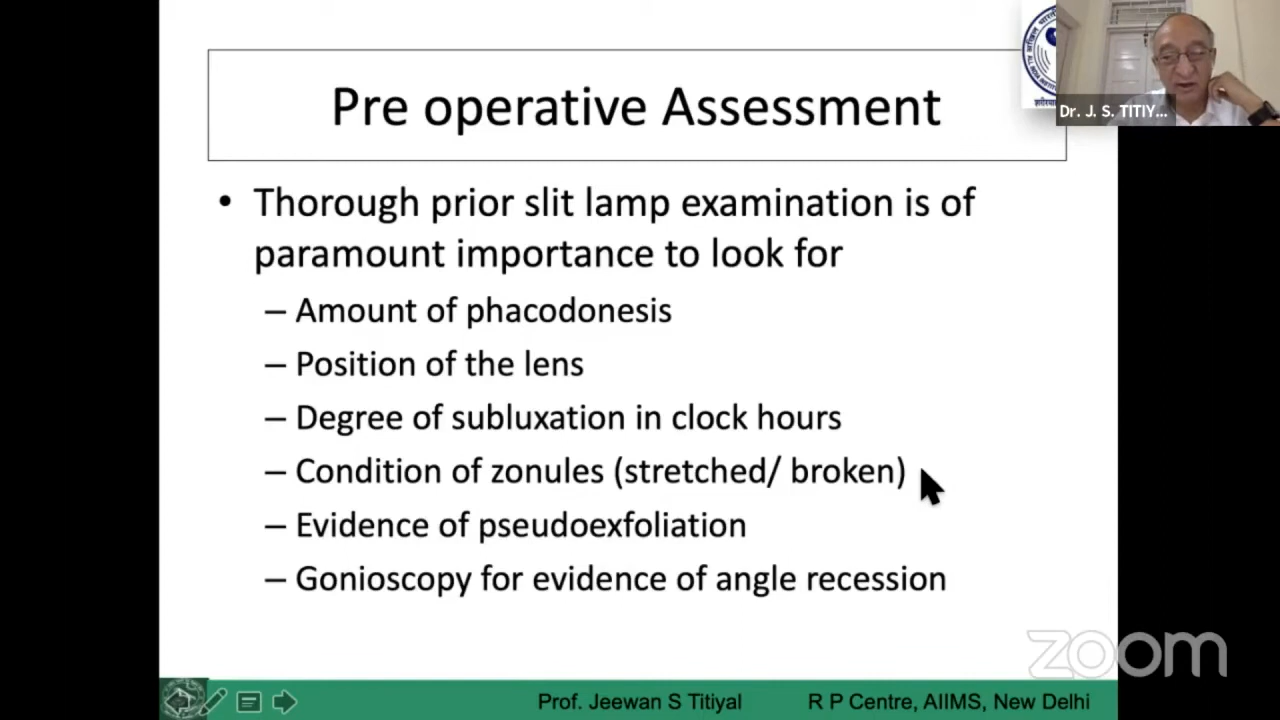 Pre operative Assessment
Dr. J. S. TITIY...
• Thorough prior slit lamp examination is of
paramount importance to look for
– Amount of phacodonesis
– Position of the lens
– Degree of subluxation in clock hours
– Condition of zonules (stretched/ broken)
– Evidence of pseudoexfoliation
– Gonioscopy for evidence of angle recession
zoom
Prof. Jeewan S Titiyal R P Centre, AIIMS, New Delhi